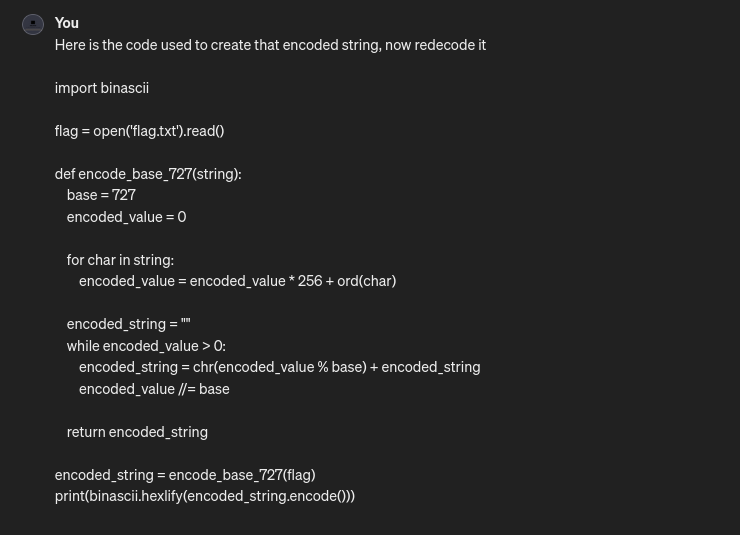 You
Here is the code used to create that encoded string, now redecode it
import binascii
flag = open('flag.txt').read()
def encode_base_727(string):
base = 727
encoded_value = 0
for char in string:
encoded_value = encoded_value * 256 + ord(char)
encoded_string = ""
while encoded_value > 0:
encoded_string = chr(encoded_value % base) + encoded_string
encoded_value //= base
return encoded_string
encoded_string = encode_base_727(flag)
print(binascii.hexlify(encoded_string.encode()))